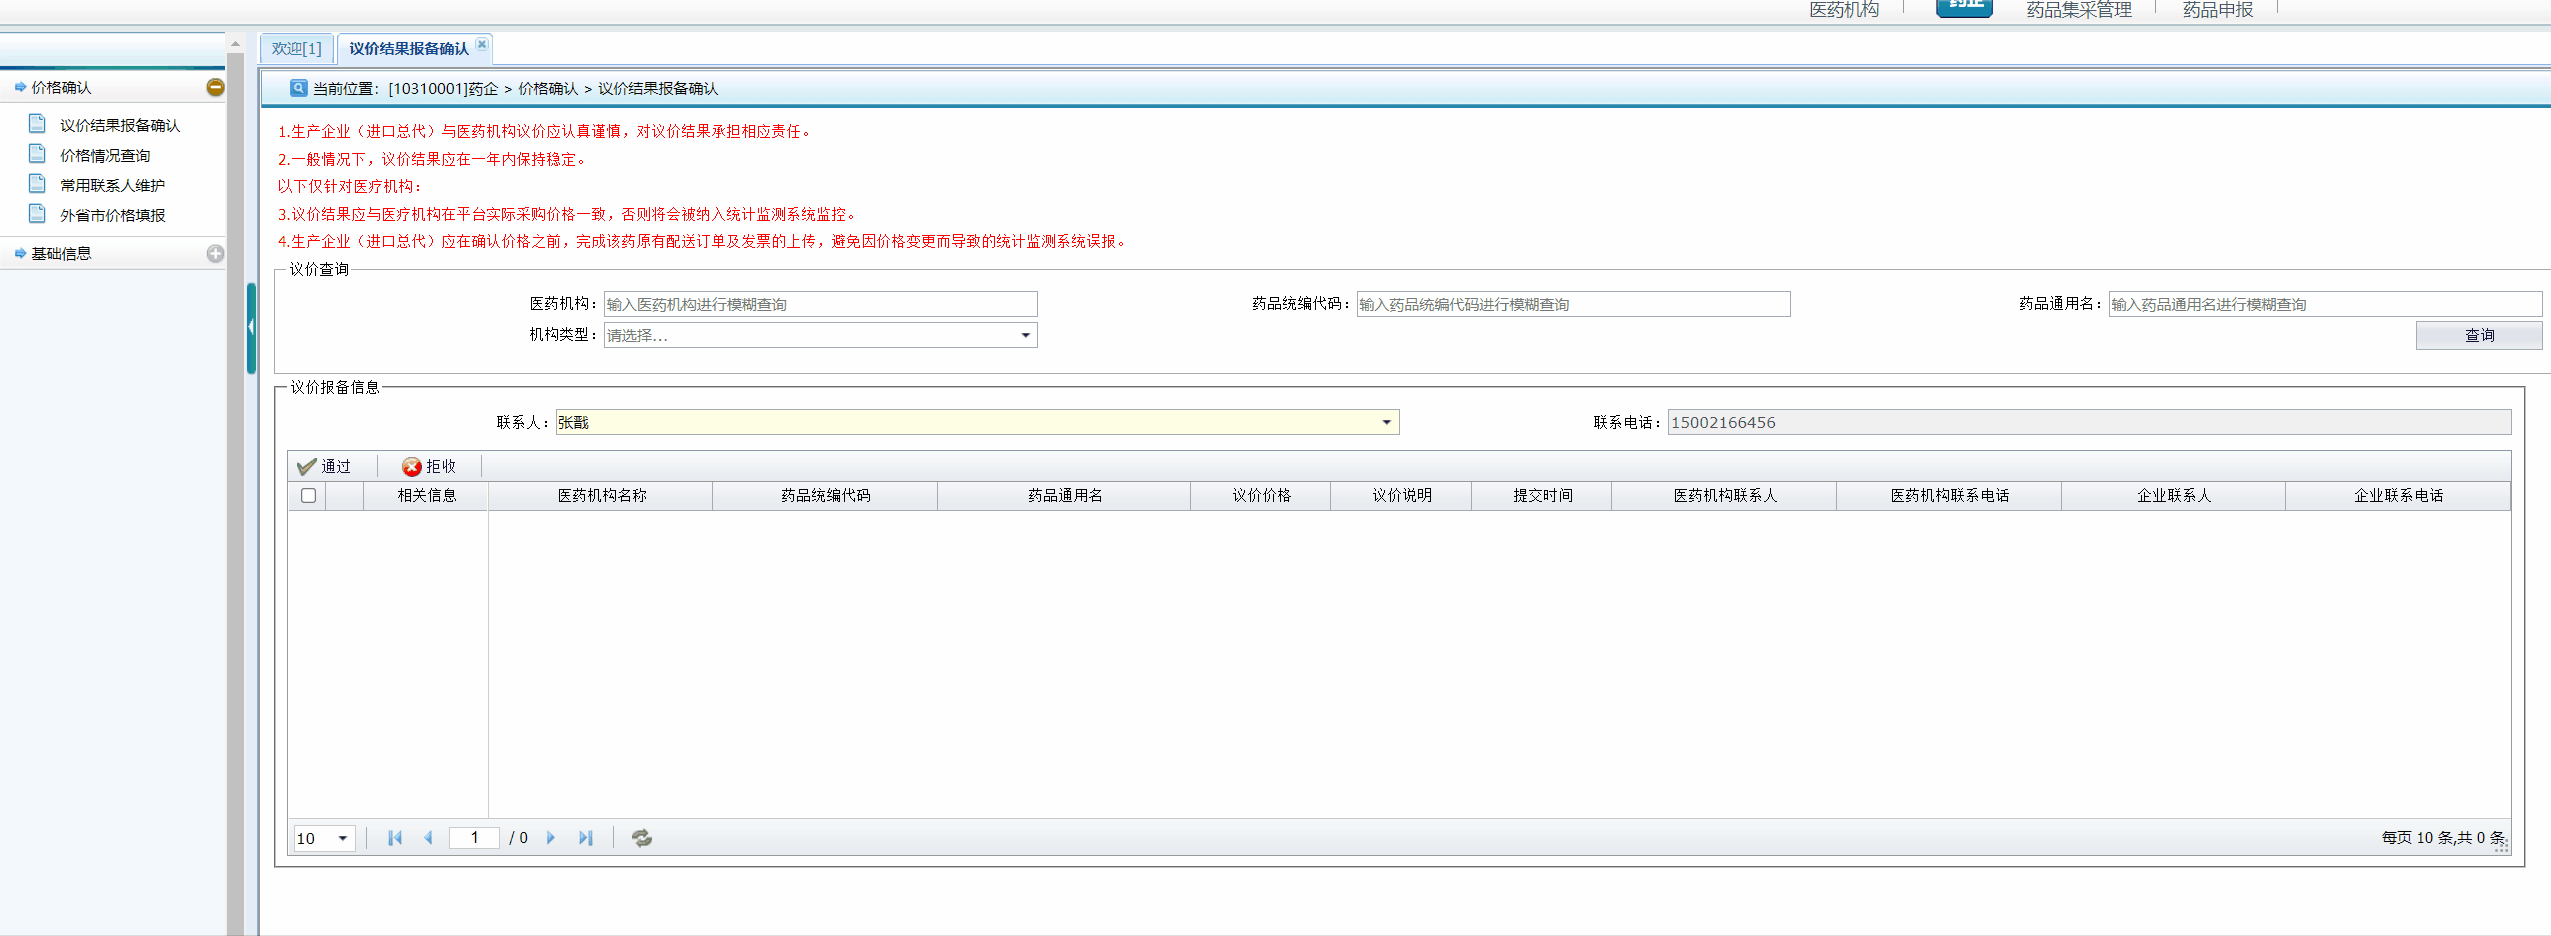 医药机构 药企 药品集采管理 药品申报
欢迎[1] 议价结果报备确认
价格确认
议价结果报备确认
价格情况查询
常用联系人维护
外省市价格填报
基础信息
当前位置：[10310001]药企 > 价格确认 > 议价结果报备确认
1.生产企业（进口总代）与医药机构议价应认真谨慎，对议价结果承担相应责任。
2.一般情况下，议价结果应在一年内保持稳定。
以下仅针对医疗机构：
3.议价结果应与医疗机构在平台实际采购价格一致，否则将会被纳入统计监测系统监控。
4.生产企业（进口总代）应在确认价格之前，完成该药原有配送订单及发票的上传，避免因价格变更而导致的统计监测系统误报。
议价查询
医药机构： 输入医药机构进行模糊查询 药品统编代码： 输入药品统编代码进行模糊查询 药品通用名： 输入药品通用名进行模糊查询
机构类型： 请选择... 查询
议价报备信息
联系人： 张戬 联系电话： 15002166456
通过 拒收
相关信息 医药机构名称 药品统编代码 药品通用名 议价价格 议价说明 提交时间 医药机构联系人 医药机构联系电话 企业联系人 企业联系电话
10 1 / 0 每页 10 条,共 0 条